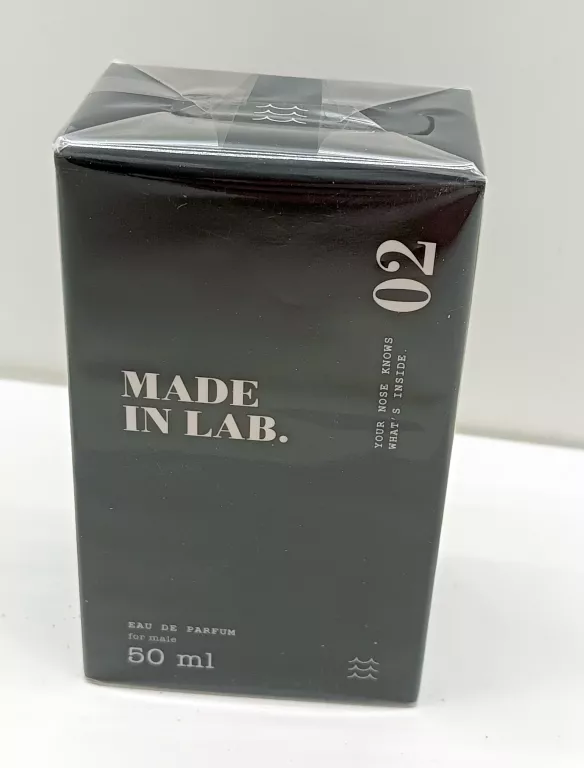 02
YOUR NOSE KNOWS
WHAT'S INSIDE.
MADE
IN LAB.
EAU DE PARFUM
for male
50 ml